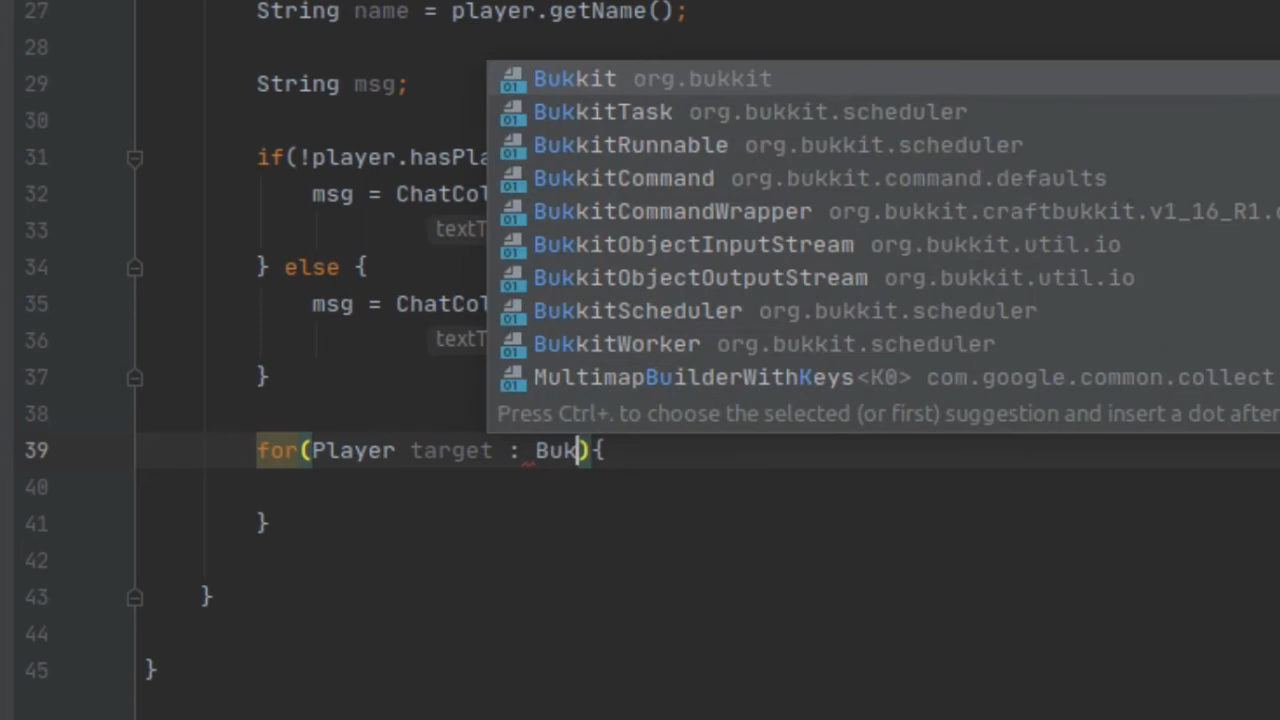 27 String name = player.getName();
28
29 String msg;
30
31 if(!player.hasPla
32 msg = ChatCol
33 textT
34 } else {
35 msg = ChatCol
36 textT
37 }
38
39 for(Player target : Buk){
40
41 }
42
43 }
44
45 }
Bukkit org.bukkit
BukkitTask org.bukkit.scheduler
BukkitRunnable org.bukkit.scheduler
BukkitCommand org.bukkit.command.defaults
BukkitCommandWrapper org.bukkit.craftbukkit.v1_16_R1.
BukkitObjectInputStream org.bukkit.util.io
BukkitObjectOutputStream org.bukkit.util.io
BukkitScheduler org.bukkit.scheduler
BukkitWorker org.bukkit.scheduler
MultimapBuilderWithKeys<K0> com.google.common.collect
Press Ctrl+. to choose the selected (or first) suggestion and insert a dot after